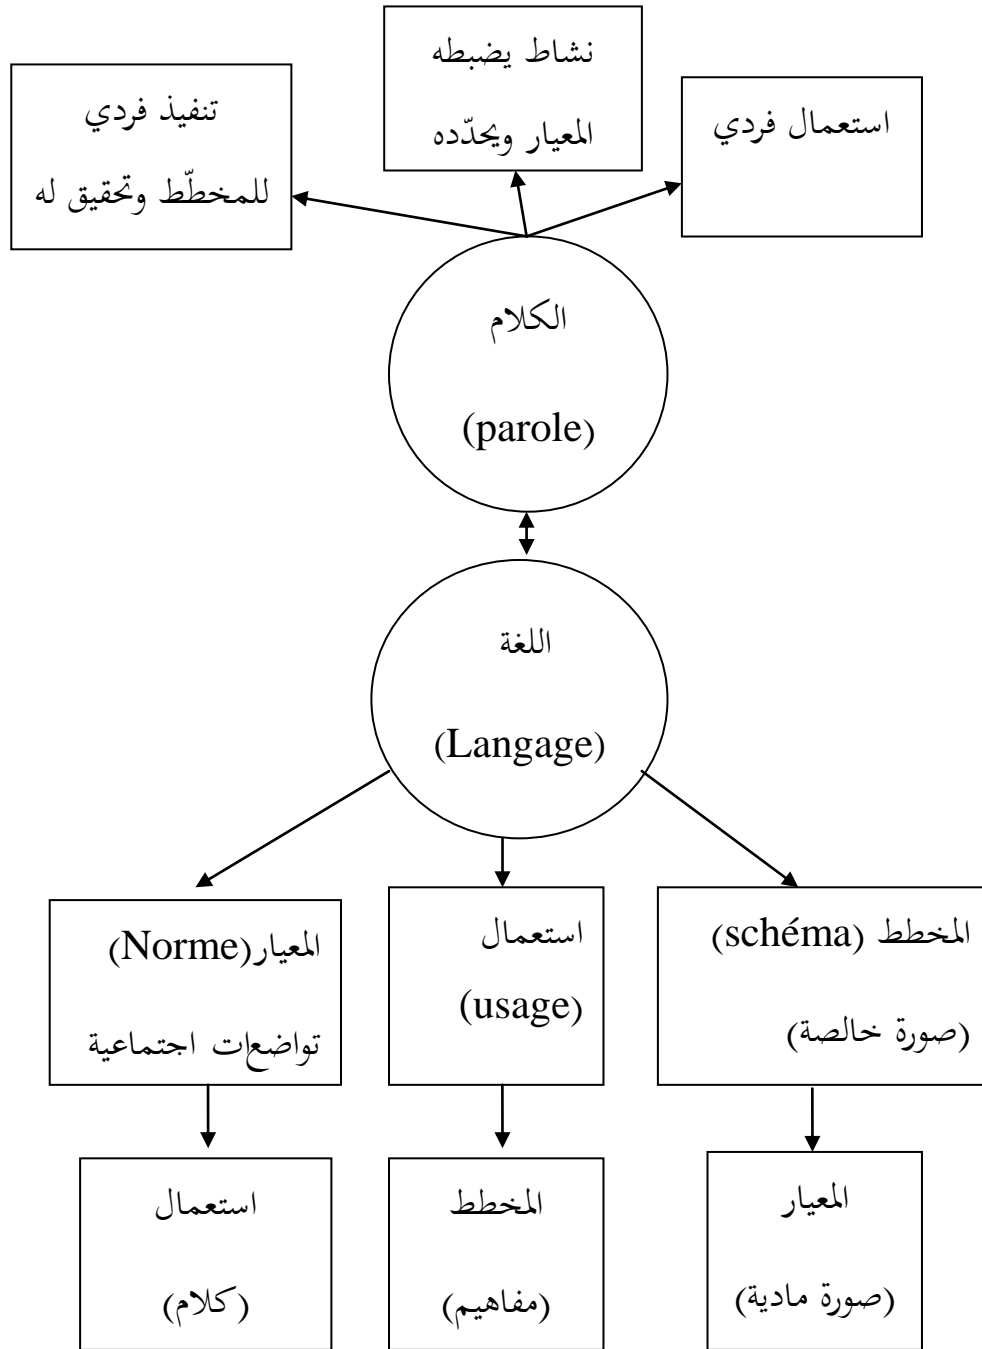 نشاط يضبطه
المعيار ويحدّده
استعمال فردي
تنفيذ فردي
للمخطّط وتحقيق له
الكلام
(parole)
اللغة
(Langage)
المخطط (schéma)
(صورة خالصة)
استعمال
(usage)
المعيار(Norme)
تواضعات اجتماعية
المعيار
(صورة مادية)
المخطط
(مفاهيم)
استعمال
(كلام)